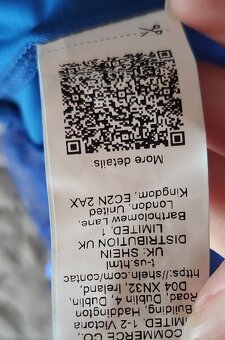 COMMERCE CO,
LIMITED 1-2 Victoria
Building, Haddington
Road, Dublin 4, Dublin,
D04 XN32, Ireland,
https://shein.com/contac
t-us.html
UK: SHEIN
DISTRIBUTION UK
LIMITED 1
Bartholomew Lane,
London, United
Kingdom, EC2N 2AX
More details: